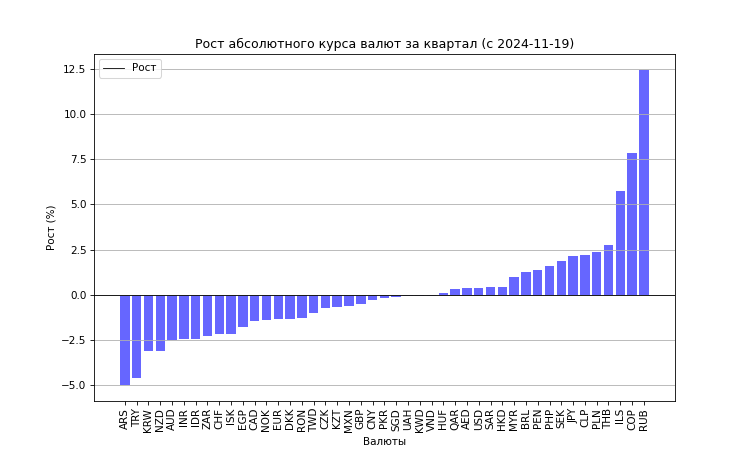 Рост абсолютного курса валют за квартал (с 2024-11-19)
Рост
12.5
10.0
7.5
5.0
2.5
0.0
−2.5
−5.0
Рост (%)
ARS TRY KRW NZD AUD INR IDR ZAR CHF ISK EGP CAD NOK EUR DKK RON TWD CZK KZT MXN GBP CNY PKR SGD UAH KWD VND HUF QAR AED USD SAR HKD MYR BRL PEN PHP SEK JPY CLP PLN THB ILS COP RUB
Валюты